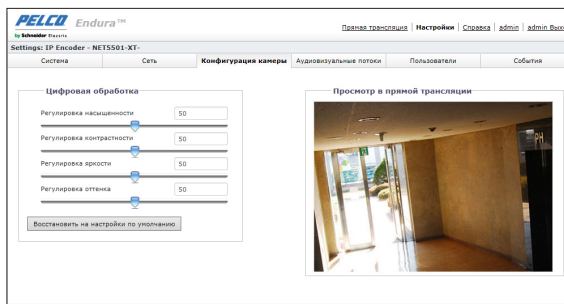 PELCO Endura™
by Schneider Electric
Прямая трансляция | Настройки | Справка | admin | admin Вых
Settings: IP Encoder - NET5501-XT-
Система Сеть Конфигурация камеры Аудиовизуальные потоки Пользователи События
Цифровая обработка
Просмотр в прямой трансляции
Регулировка насыщенности 50
Регулировка контрастности 50
Регулировка яркости 50
Регулировка оттенка 50
Восстановить на настройки по умолчанию
PH